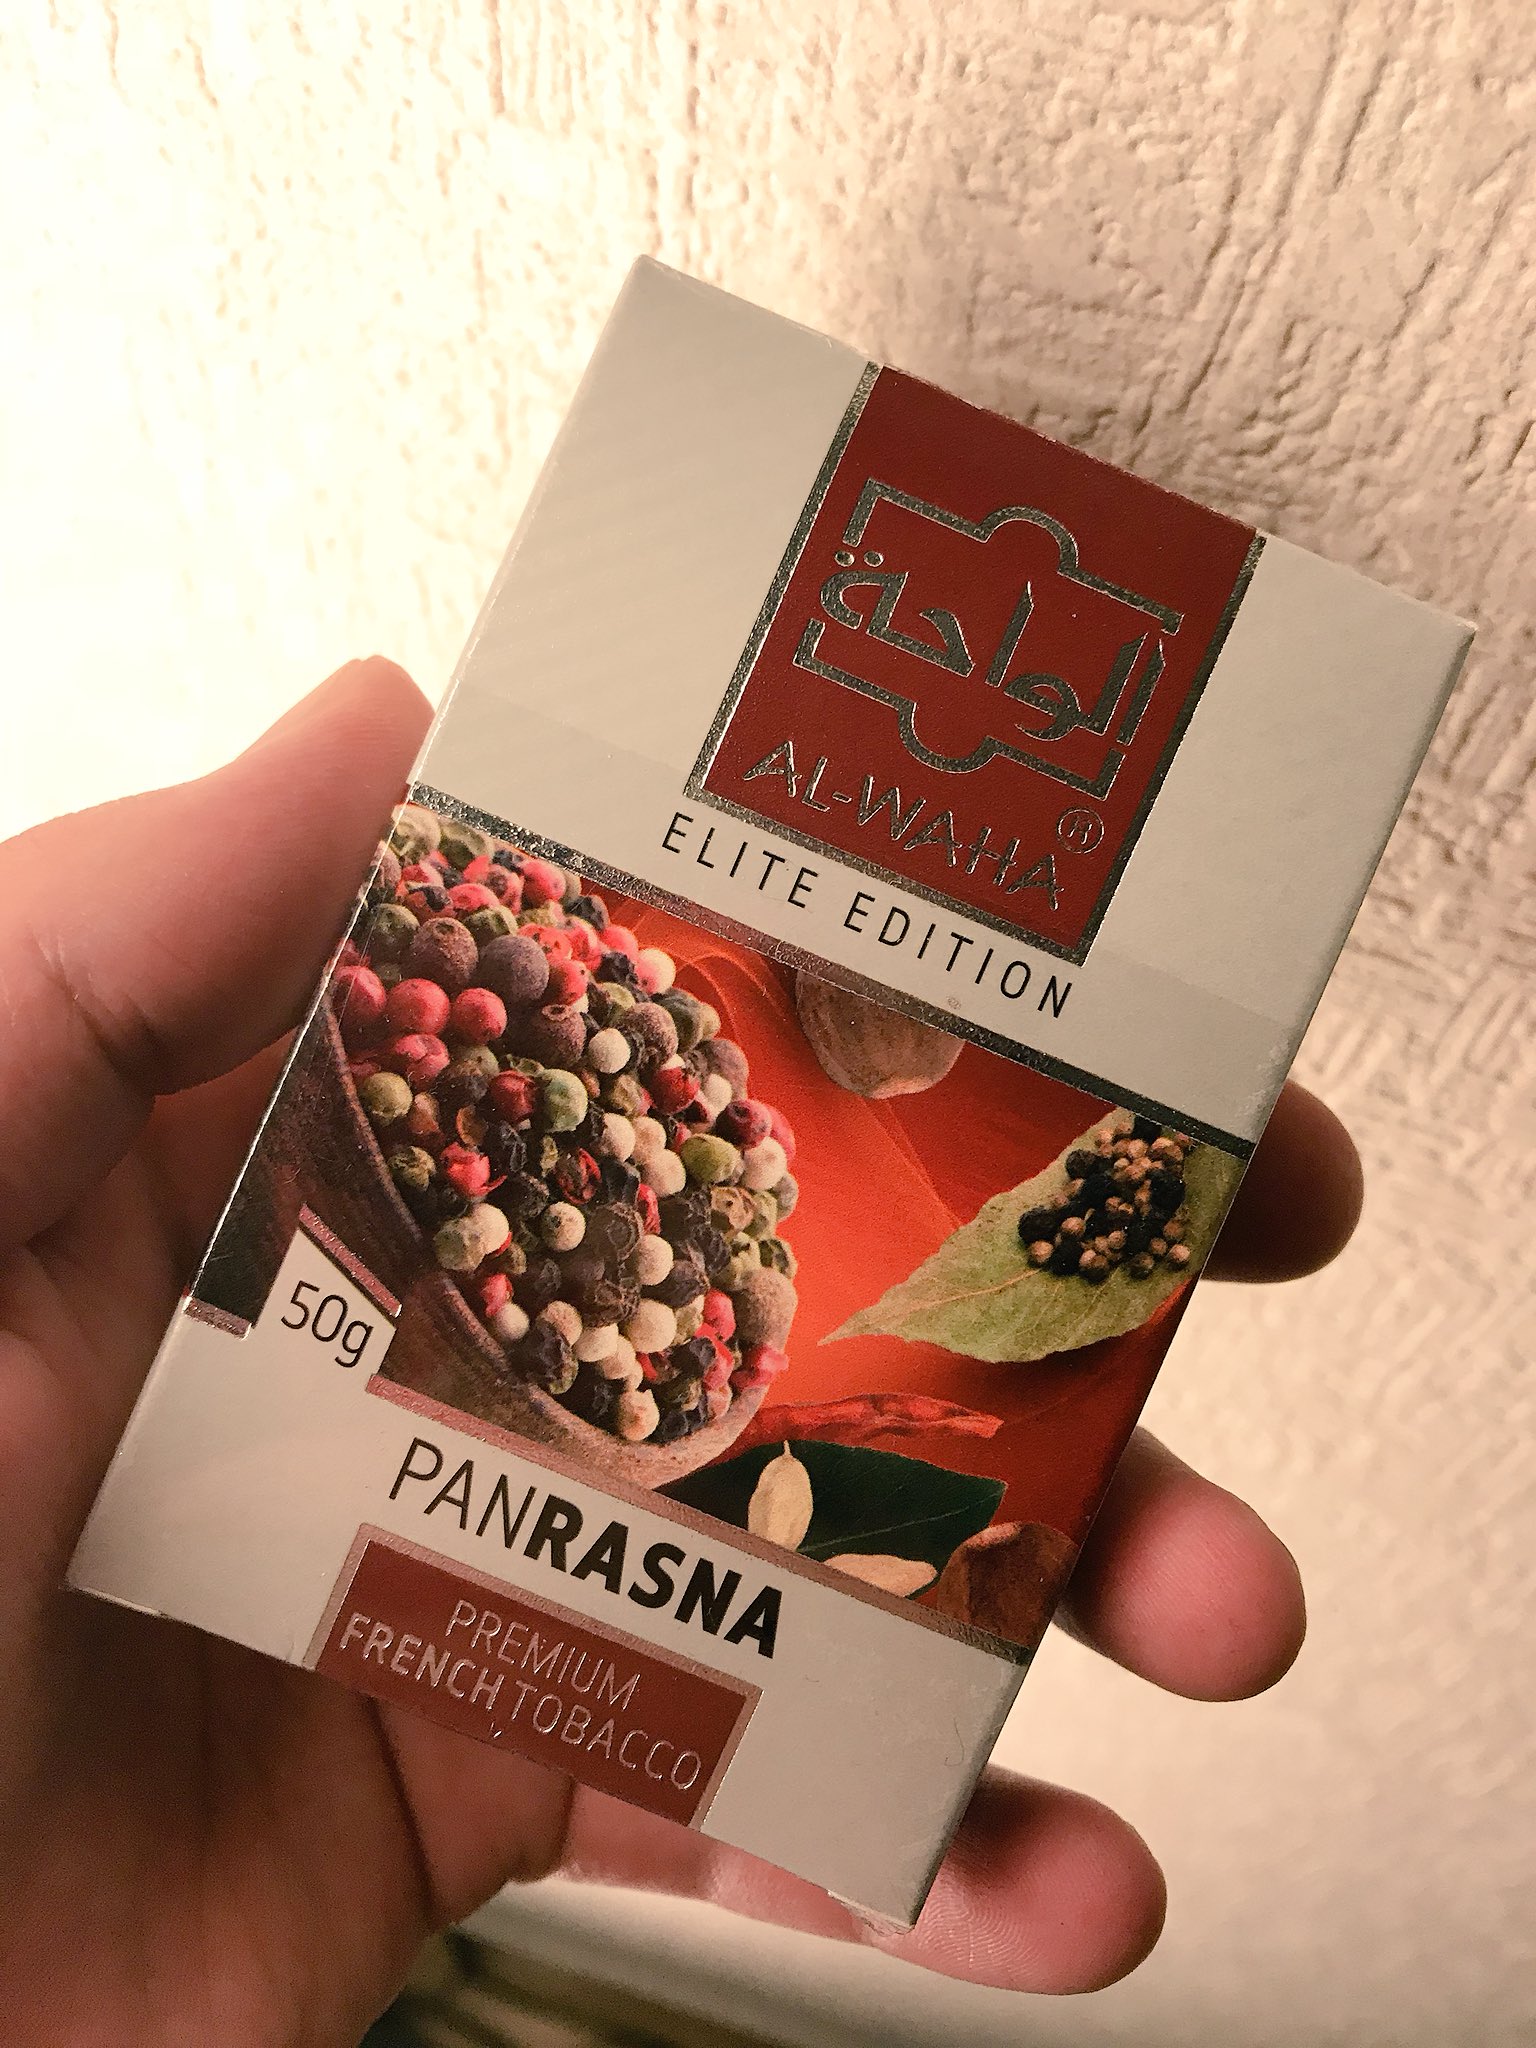 الواحة
AL-WAHA®
ELITE EDITION
50g
PANRASNA
PREMIUM
FRENCH TOBACCO